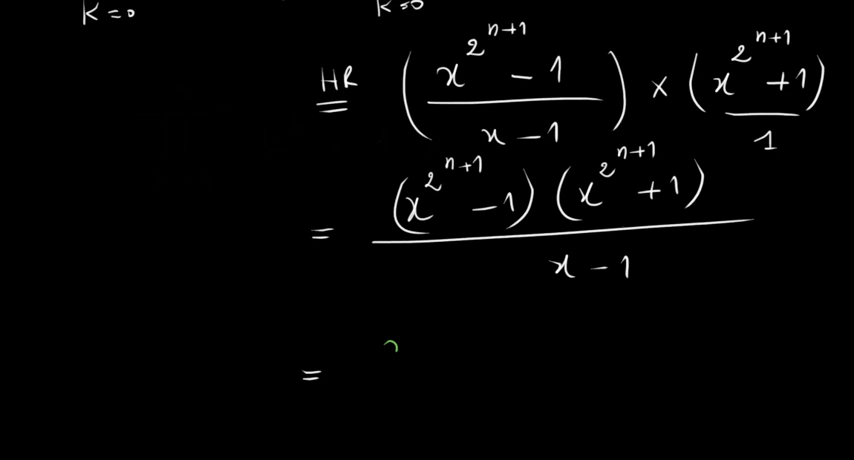 K=0 K=0
HR= ((x^{2^{n+1}} - 1)/(x - 1)) × ((x^{2^{n+1}} + 1)/1)
= ((x^{2^{n+1}} - 1)(x^{2^{n+1}} + 1))/(x - 1)
=